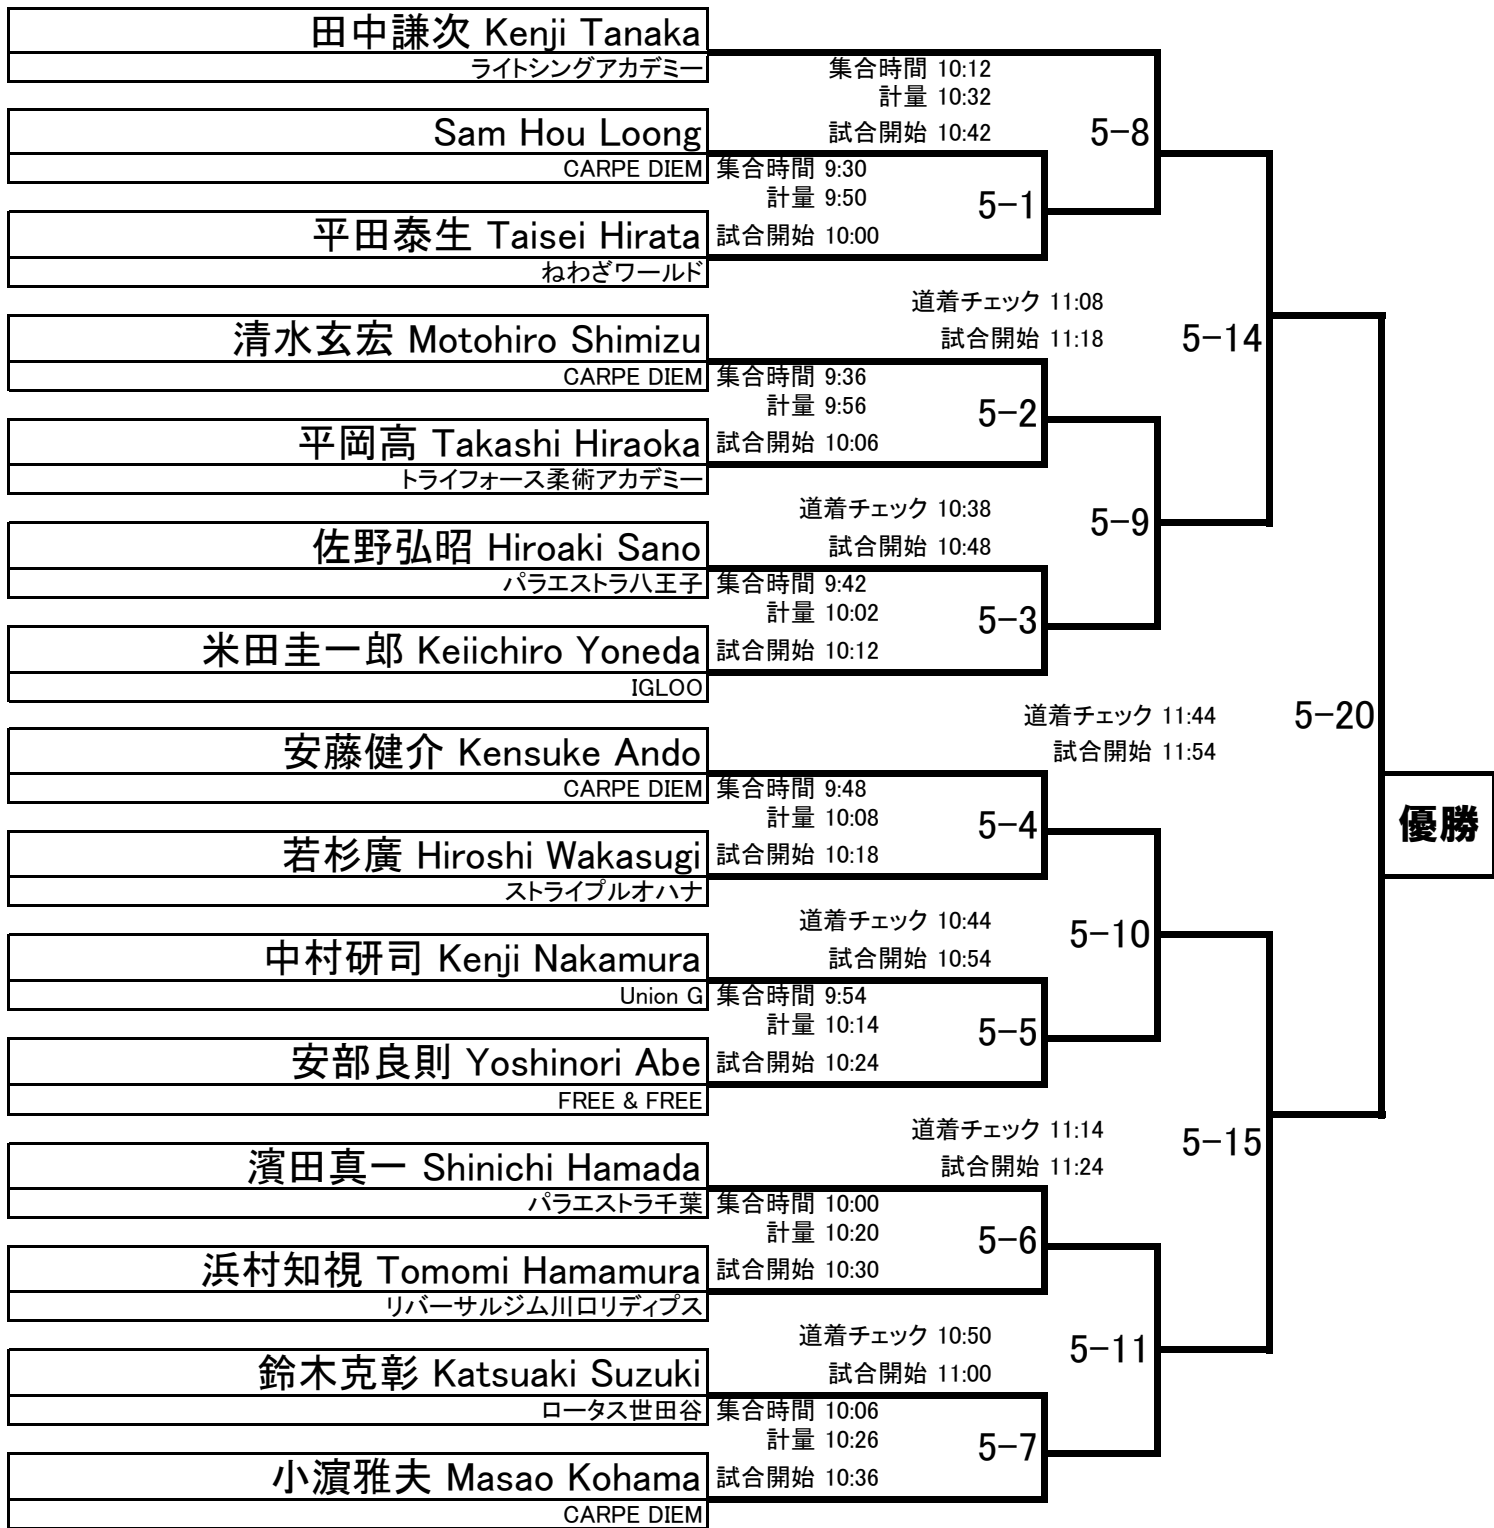 田中謙次 Kenji Tanaka
ライトシングアカデミー
集合時間 10:12
計量 10:32
試合開始 10:42
5-8
Sam Hou Loong
CARPE DIEM
集合時間 9:30
計量 9:50
試合開始 10:00
5-1
平田泰生 Taisei Hirata
ねわざワールド
道着チェック 11:08
試合開始 11:18
5-14
清水玄宏 Motohiro Shimizu
CARPE DIEM
集合時間 9:36
計量 9:56
試合開始 10:06
5-2
平岡高 Takashi Hiraoka
トライフォース柔術アカデミー
道着チェック 10:38
試合開始 10:48
5-9
佐野弘昭 Hiroaki Sano
パラエストラ八王子
集合時間 9:42
計量 10:02
試合開始 10:12
5-3
米田圭一郎 Keiichiro Yoneda
IGLOO
道着チェック 11:44
試合開始 11:54
5-20
優勝
安藤健介 Kensuke Ando
CARPE DIEM
集合時間 9:48
計量 10:08
試合開始 10:18
5-4
若杉廣 Hiroshi Wakasugi
ストライプルオハナ
道着チェック 10:44
試合開始 10:54
5-10
中村研司 Kenji Nakamura
Union G
集合時間 9:54
計量 10:14
試合開始 10:24
5-5
安部良則 Yoshinori Abe
FREE & FREE
道着チェック 11:14
試合開始 11:24
5-15
濱田真一 Shinichi Hamada
パラエストラ千葉
集合時間 10:00
計量 10:20
試合開始 10:30
5-6
浜村知視 Tomomi Hamamura
リバーサルジム川口リディプス
道着チェック 10:50
試合開始 11:00
5-11
鈴木克彰 Katsuaki Suzuki
ロータス世田谷
集合時間 10:06
計量 10:26
試合開始 10:36
5-7
小濵雅夫 Masao Kohama
CARPE DIEM